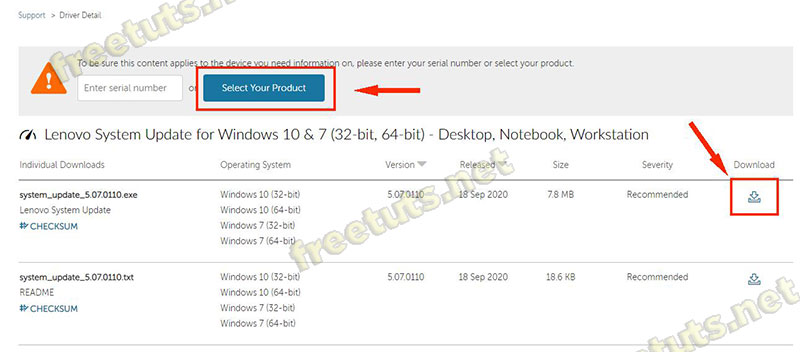 Support > Driver Detail
To be sure this content applies to the device you need information on, please enter your serial number or select your product.
Enter serial number or Select Your Product
Lenovo System Update for Windows 10 & 7 (32-bit, 64-bit) - Desktop, Notebook, Workstation
Individual Downloads Operating System Version Released Size Severity Download
system_update_5.07.0110.exe Windows 10 (32-bit) 5.07.0110 18 Sep 2020 7.8 MB Recommended
Lenovo System Update Windows 10 (64-bit)
CHECKSUM Windows 7 (32-bit)
Windows 7 (64-bit)
system_update_5.07.0110.txt Windows 10 (32-bit) 5.07.0110 18 Sep 2020 18.6 KB Recommended
README Windows 10 (64-bit)
CHECKSUM Windows 7 (32-bit)
Windows 7 (64-bit)
freetuts.net
freetuts.net
freetuts.net
freetuts.net